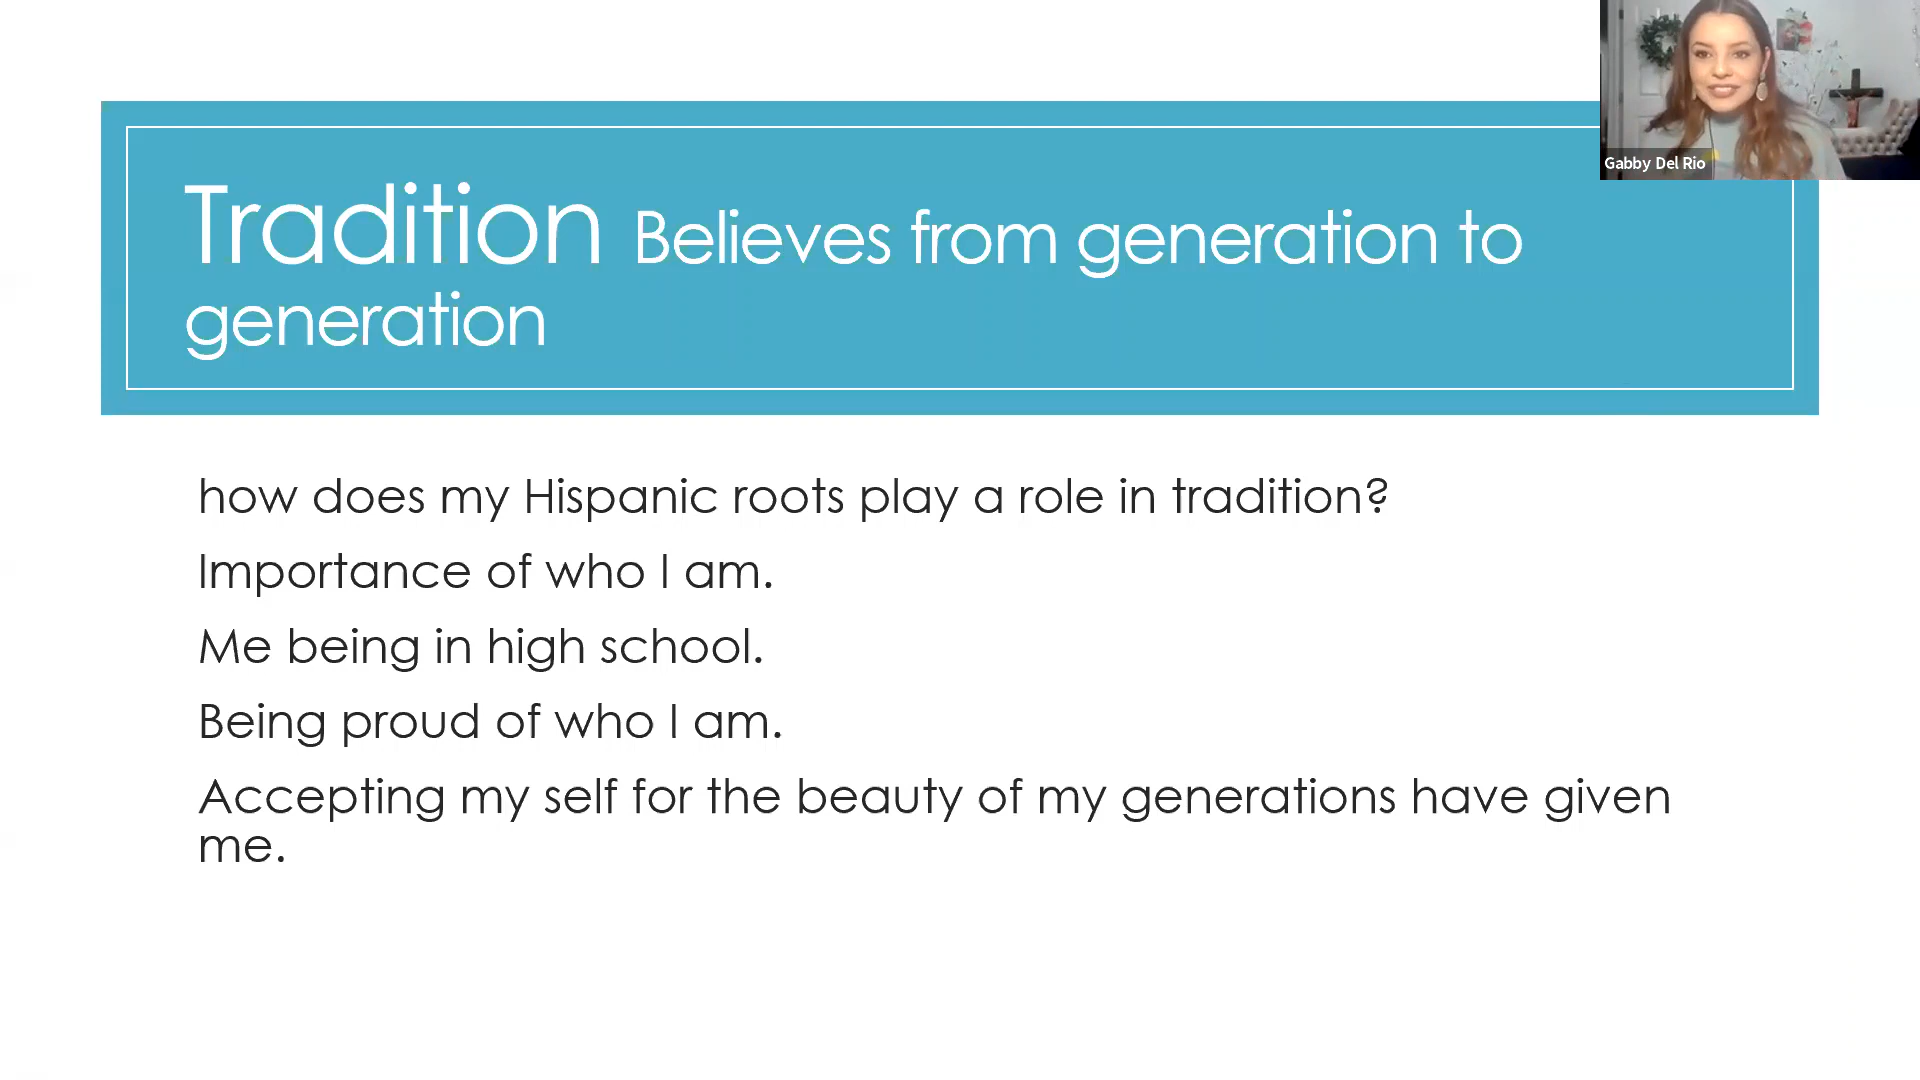 Tradition Believes from generation to
generation
how does my Hispanic roots play a role in tradition?
Importance of who I am.
Me being in high school.
Being proud of who I am.
Accepting my self for the beauty of my generations have given
me.
Gabby Del Rio